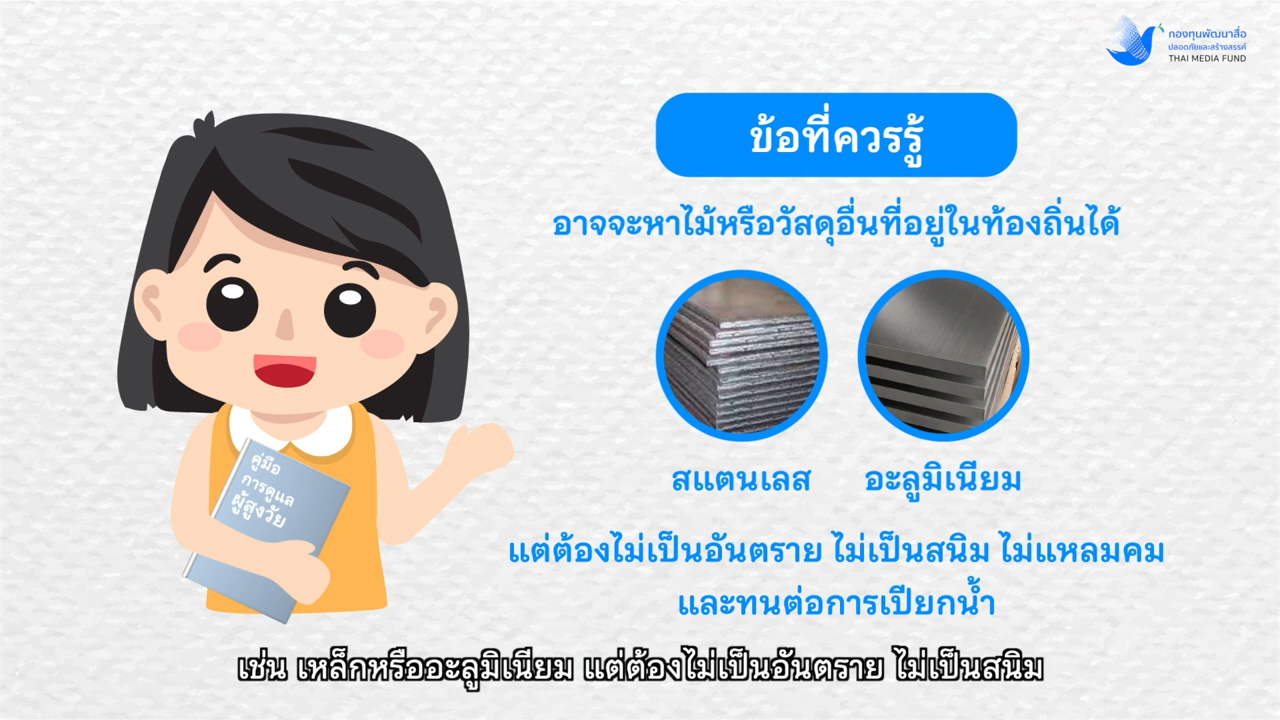 กองทุนพัฒนาสื่อ
ปลอดภัยและสร้างสรรค์
THAI MEDIA FUND
ข้อที่ควรรู้
อาจจะหาไม้หรือวัสดุอื่นที่อยู่ในท้องถิ่นได้
สแตนเลส
อะลูมิเนียม
แต่ต้องไม่เป็นอันตราย ไม่เป็นสนิม ไม่แหลมคม
และทนต่อการเปียกน้ำ
คู่มือ
การดูแล
ผู้สูงวัย
เช่น เหล็กหรืออะลูมิเนียม แต่ต้องไม่เป็นอันตราย ไม่เป็นสนิม